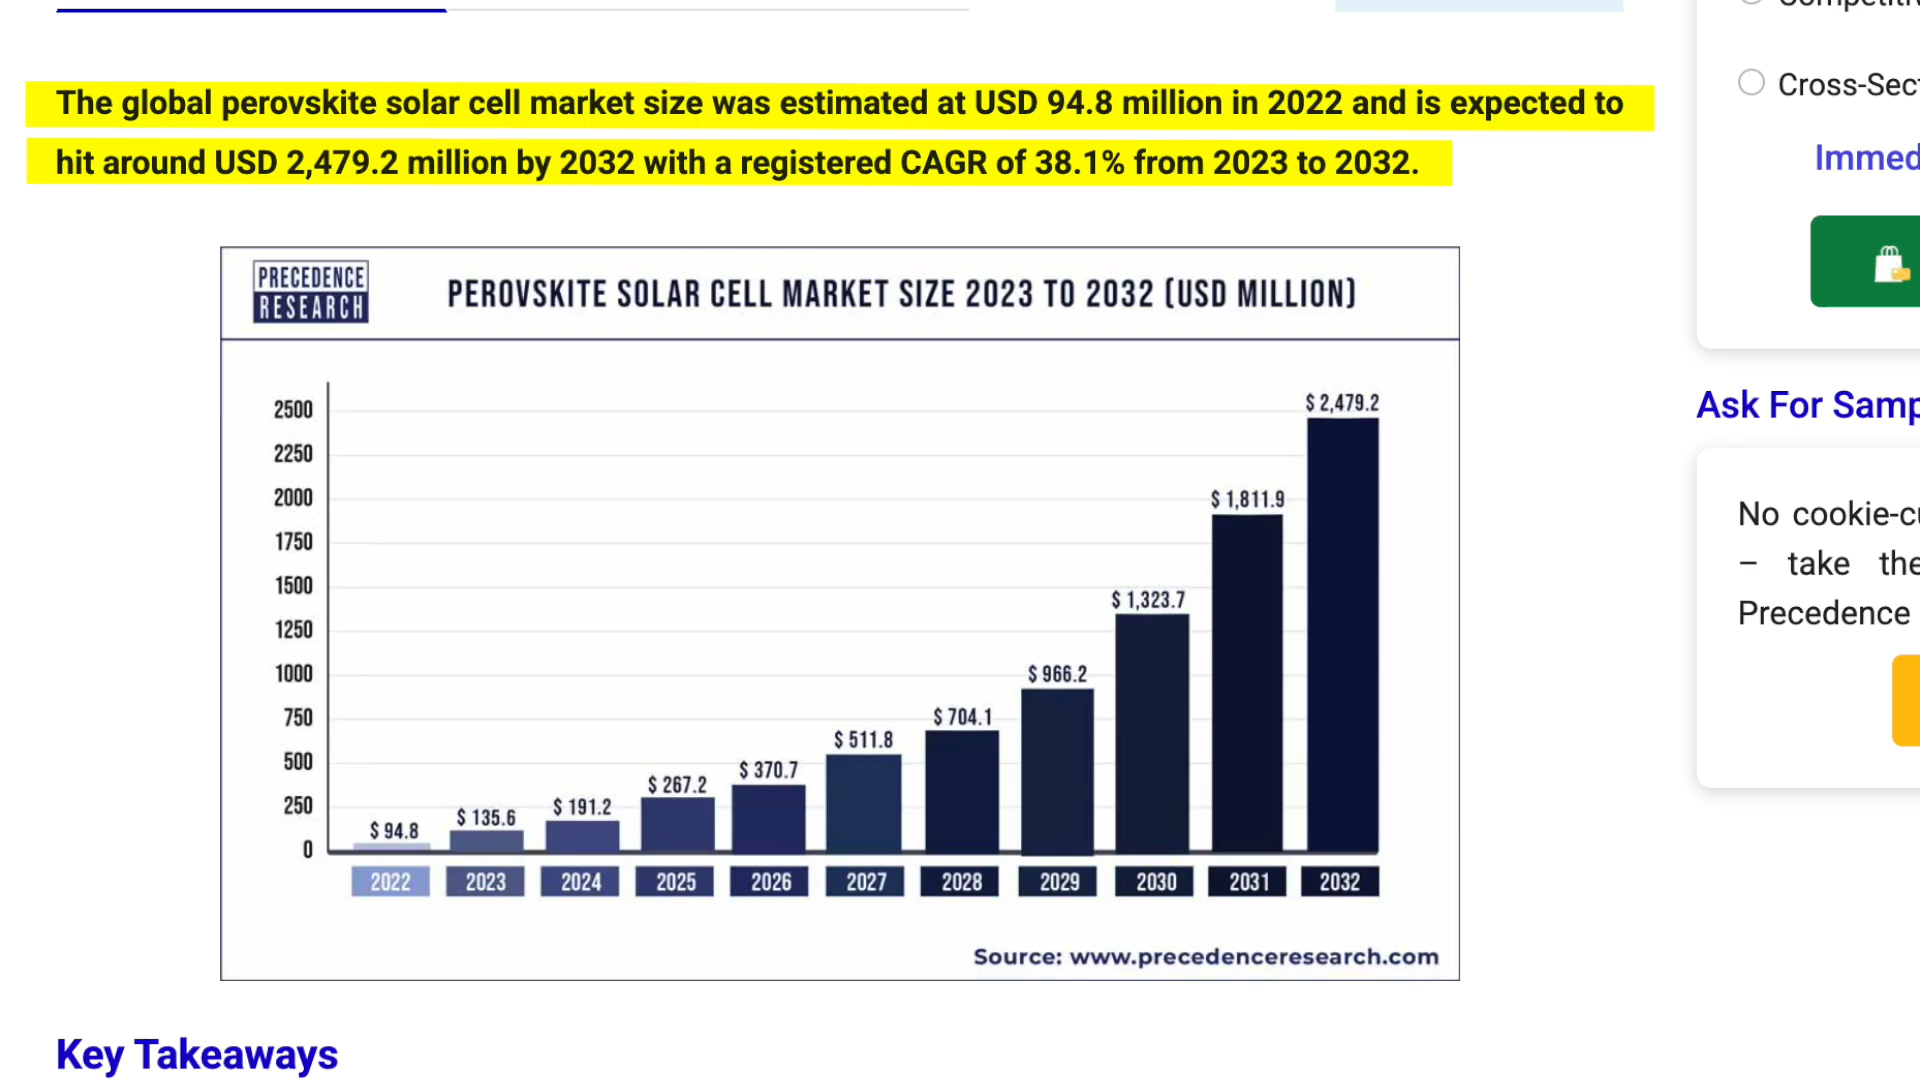 The global perovskite solar cell market size was estimated at USD 94.8 million in 2022 and is expected to
hit around USD 2,479.2 million by 2032 with a registered CAGR of 38.1% from 2023 to 2032.
PRECEDENCE
RESEARCH
PEROVSKITE SOLAR CELL MARKET SIZE 2023 TO 2032 (USD MILLION)
2500
2250
2000
1750
1500
1250
1000
750
500
250
0
$ 94.8
$ 135.6
$ 191.2
$ 267.2
$ 370.7
$ 511.8
$ 704.1
$ 966.2
$ 1,323.7
$ 1,811.9
$ 2,479.2
2022
2023
2024
2025
2026
2027
2028
2029
2030
2031
2032
Source: www.precedenceresearch.com
Key Takeaways
Cross-Sect
Immed
Ask For Samp
No cookie-cu
– take the
Precedence